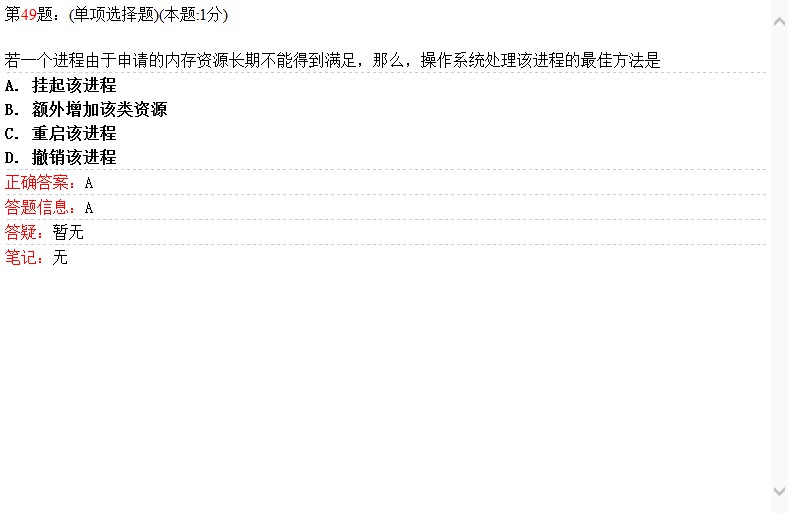 第49题：(单项选择题)(本题:1分)
若一个进程由于申请的内存资源长期不能得到满足，那么，操作系统处理该进程的最佳方法是
A. 挂起该进程
B. 额外增加该类资源
C. 重启该进程
D. 撤销该进程
正确答案：A
答题信息：A
答疑：暂无
笔记：无